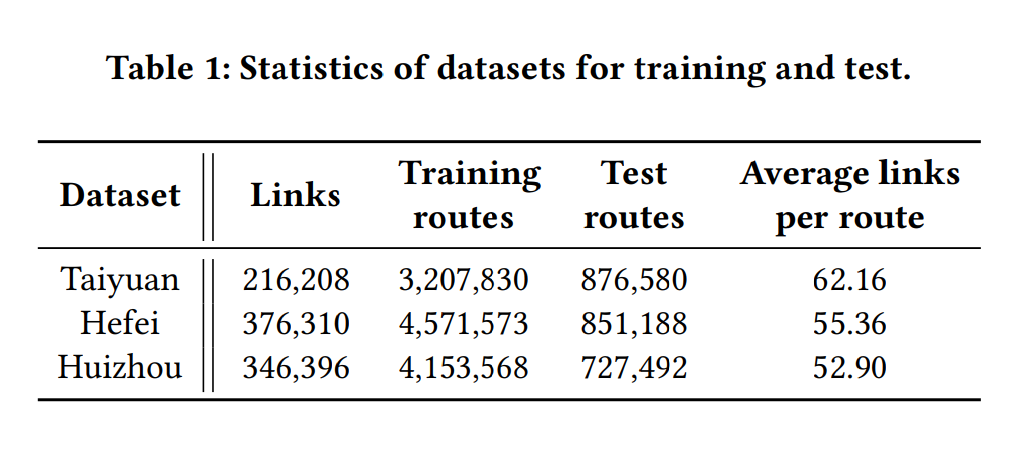 Table 1: Statistics of datasets for training and test.
Dataset Links Training routes Test routes Average links per route
Taiyuan 216,208 3,207,830 876,580 62.16
Hefei 376,310 4,571,573 851,188 55.36
Huizhou 346,396 4,153,568 727,492 52.90